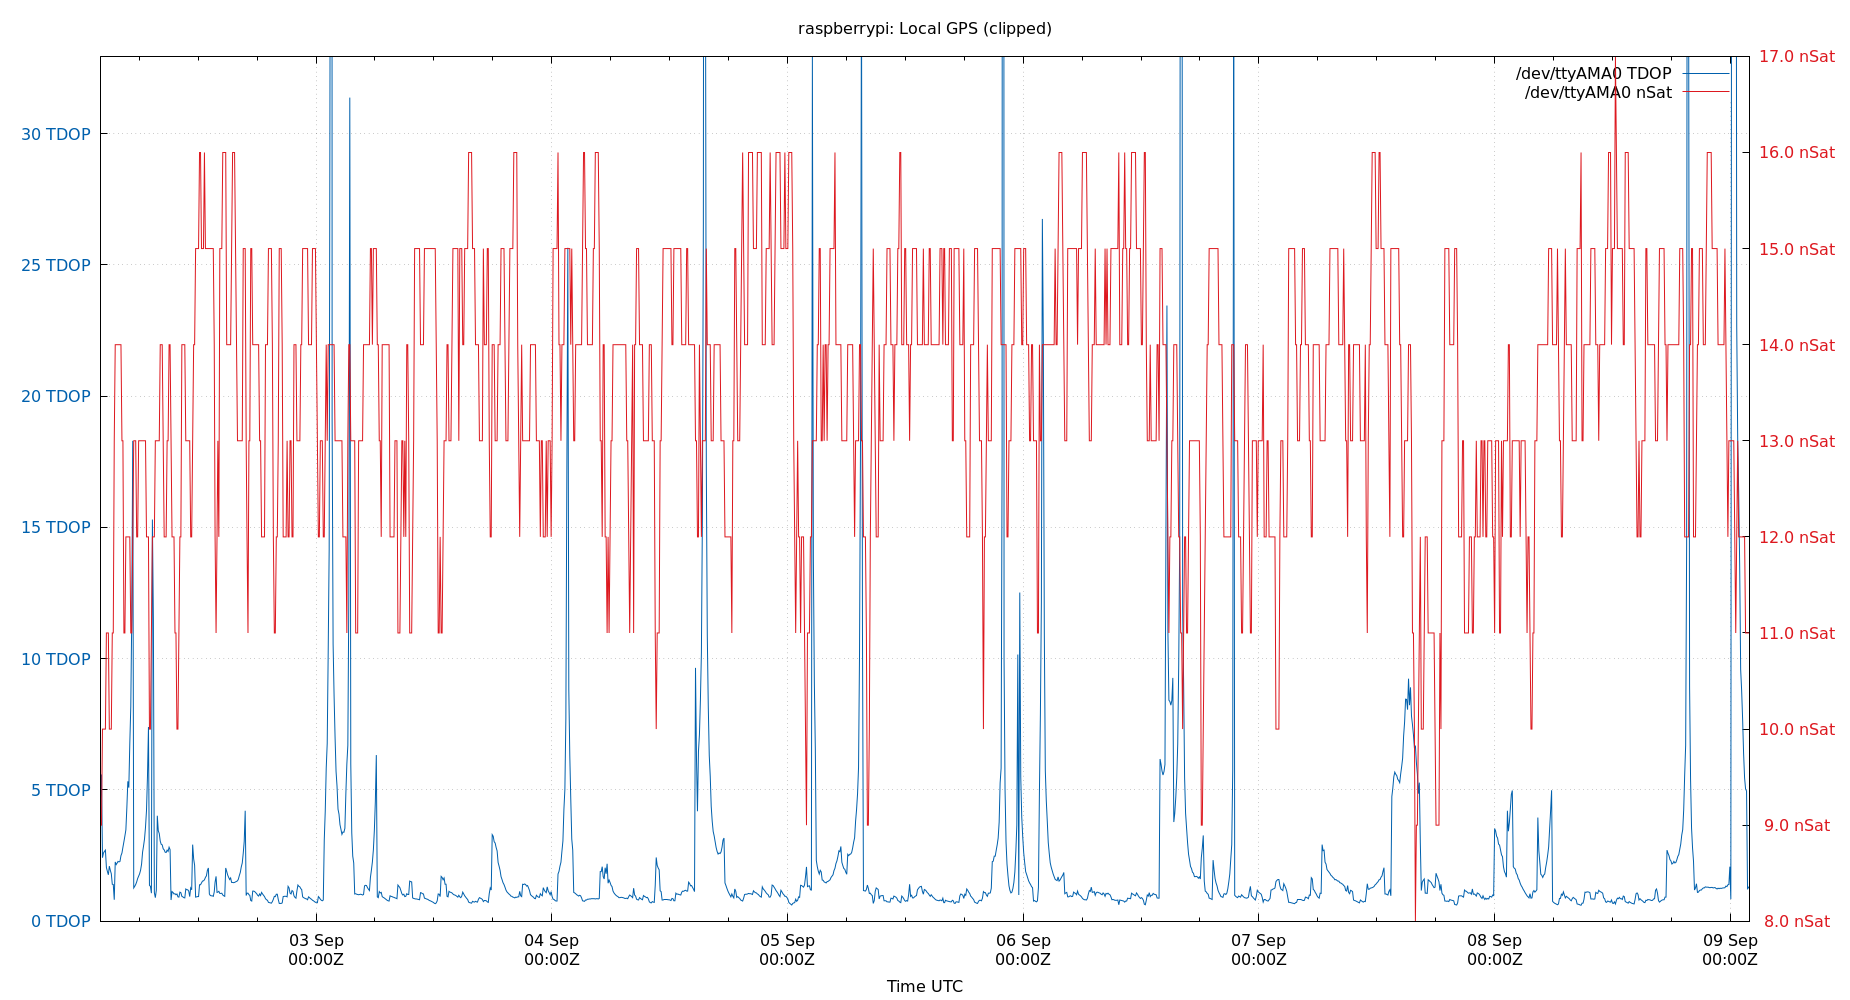 raspberrypi: Local GPS (clipped)
17.0 nSat
/dev/ttyAMA0 TDOP
/dev/ttyAMA0 nSat
30 TDOP
16.0 nSat
25 TDOP
15.0 nSat
14.0 nSat
20 TDOP
13.0 nSat
15 TDOP
12.0 nSat
11.0 nSat
10 TDOP
10.0 nSat
5 TDOP
9.0 nSat
0 TDOP
8.0 nSat
03 Sep
00:00Z
04 Sep
00:00Z
05 Sep
00:00Z
06 Sep
00:00Z
07 Sep
00:00Z
08 Sep
00:00Z
09 Sep
00:00Z
Time UTC